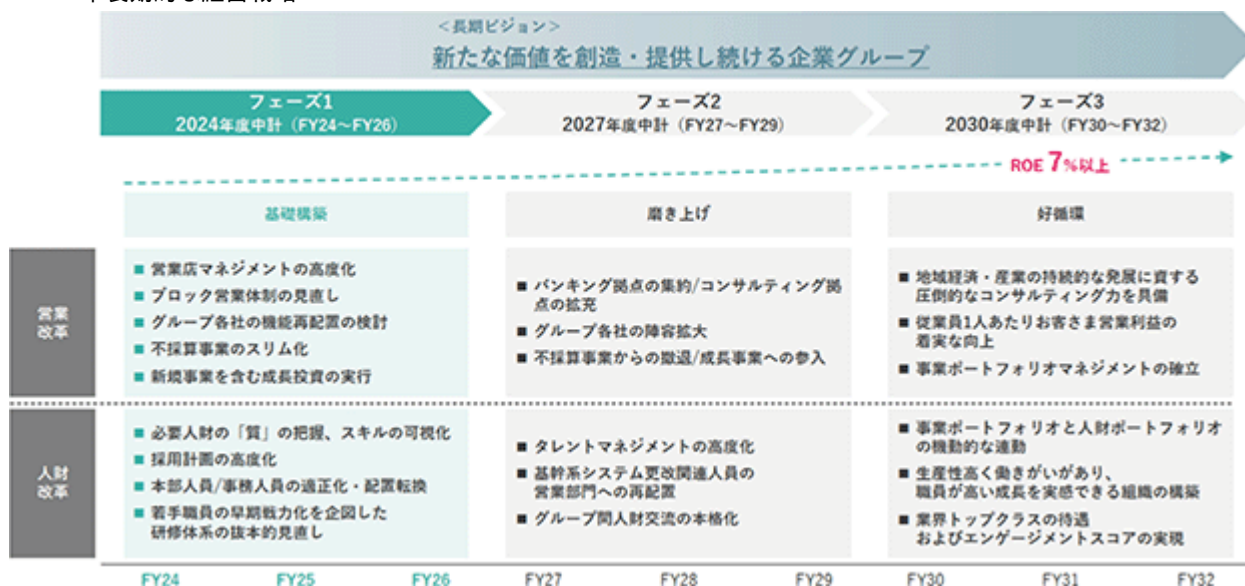 ＜長期ビジョン＞
新たな価値を創造・提供し続ける企業グループ
フェーズ1
2024年度中計（FY24～FY26）
フェーズ2
2027年度中計（FY27～FY29）
フェーズ3
2030年度中計（FY30～FY32）
ROE 7%以上
基礎構築
磨き上げ
好循環
営業
改革
■ 営業店マネジメントの高度化
■ ブロック営業体制の見直し
■ グループ各社の機能再配置の検討
■ 不採算事業のスリム化
■ 新規事業を含む成長投資の実行
■ バンキング拠点の集約/コンサルティング拠
点の拡充
■ グループ各社の陣容拡大
■ 不採算事業からの撤退/成長事業への参入
■ 地域経済・産業の持続的な発展に資する
圧倒的なコンサルティング力を具備
■ 従業員1人あたりお客さま営業利益の
着実な向上
■ 事業ポートフォリオマネジメントの確立
人財
改革
■ 必要人財の「質」の把握、スキルの可視化
■ 採用計画の高度化
■ 本部人員/事務人員の適正化・配置転換
■ 若手職員の早期戦力化を企図した
研修体系の抜本的見直し
■ タレントマネジメントの高度化
■ 基幹系システム更改関連人員の
営業部門への再配置
■ グループ間人財交流の本格化
■ 事業ポートフォリオと人財ポートフォリオ
の機動的な連動
■ 生産性高く働きがいがあり、
職員が高い成長を実感できる組織の構築
■ 業界トップクラスの待遇
およびエンゲージメントスコアの実現
FY24
FY25
FY26
FY27
FY28
FY29
FY30
FY31
FY32